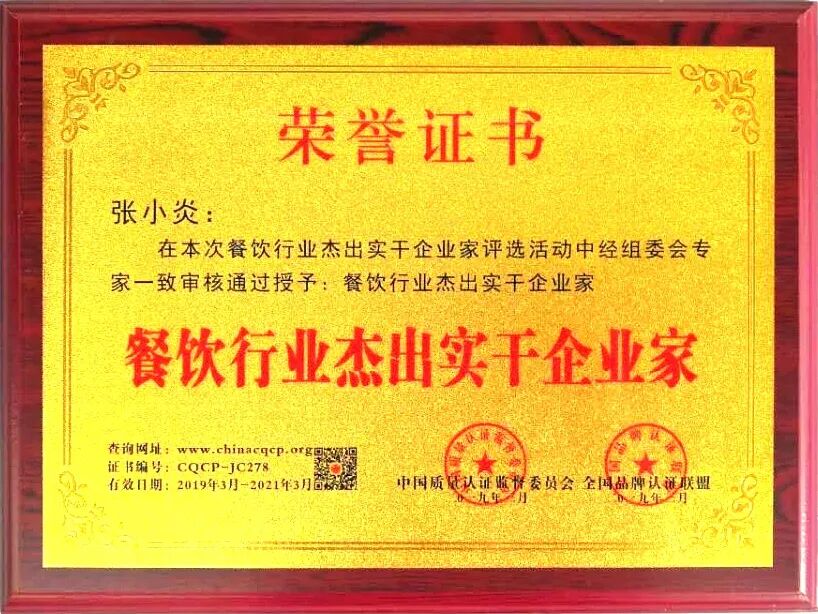 荣誉证书
张小炎：
在本次餐饮行业杰出实干企业家评选活动中经组委会专
家一致审核通过授予：餐饮行业杰出实干企业家
餐饮行业杰出实干企业家
查询网址：www.chinacqcp.org
证书编号：CQCP-JC278
有效日期：2019年3月-2021年3月
中国质量认证监督委员会 全国品牌认证联盟